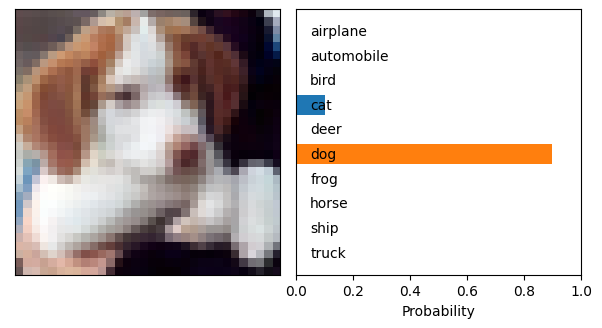 airplane
automobile
bird
cat
deer
dog
frog
horse
ship
truck
0.0 0.2 0.4 0.6 0.8 1.0
Probability